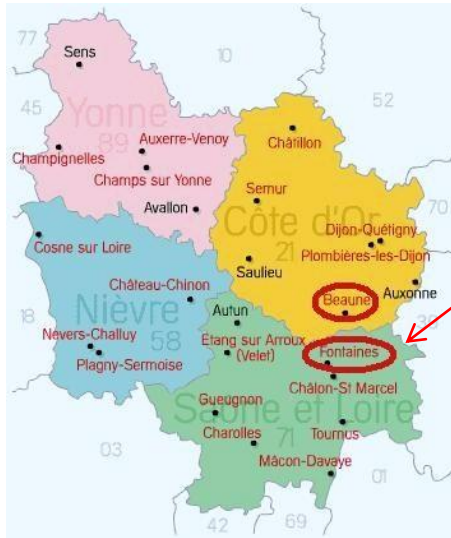 77
10
Sens
52
45
Yonne
89
Auxerre-Venoy
Châtillon
Champignelles
Champs sur Yonne
Semur
Avallon
70
Côte d'Or
21
Dijon-Quétigny
Cosne sur Loire
Plombières-les-Dijon
Saulieu
Château-Chinon
Beaune
Auxonne
Nièvre
58
18
Autun
39
Nevers-Challuy
Etang sur Arroux
(Velet)
Fontaines
Plagny-Sermoise
Châlon-St Marcel
Saône et Loire
71
Gueugnon
Charolles
Tournus
03
Mâcon-Davaye
01
42
69